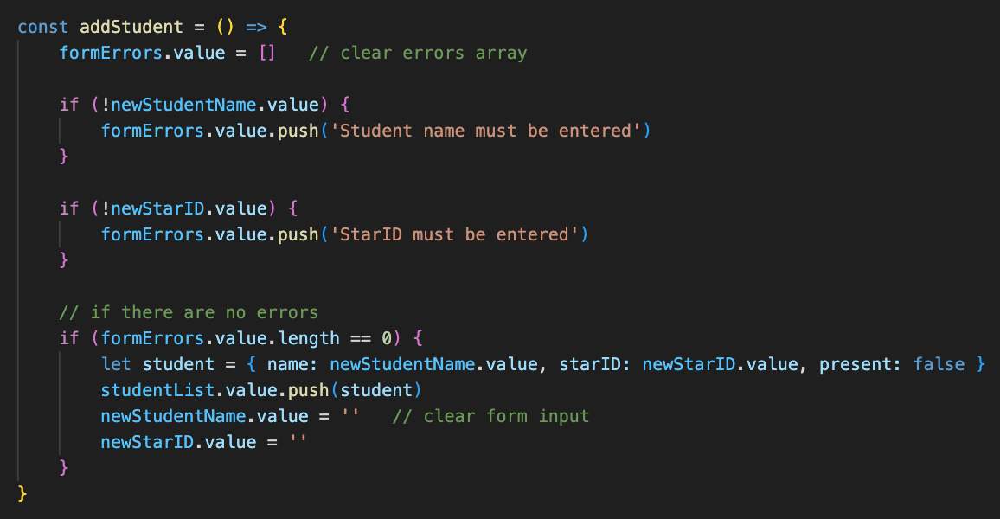 const addStudent = () => {
    formErrors.value = []   // clear errors array

    if (!newStudentName.value) {
        formErrors.value.push('Student name must be entered')
    }

    if (!newStarID.value) {
        formErrors.value.push('StarID must be entered')
    }

    // if there are no errors
    if (formErrors.value.length == 0) {
        let student = { name: newStudentName.value, starID: newStarID.value, present: false }
        studentList.value.push(student)
        newStudentName.value = ''   // clear form input
        newStarID.value = ''
    }
}